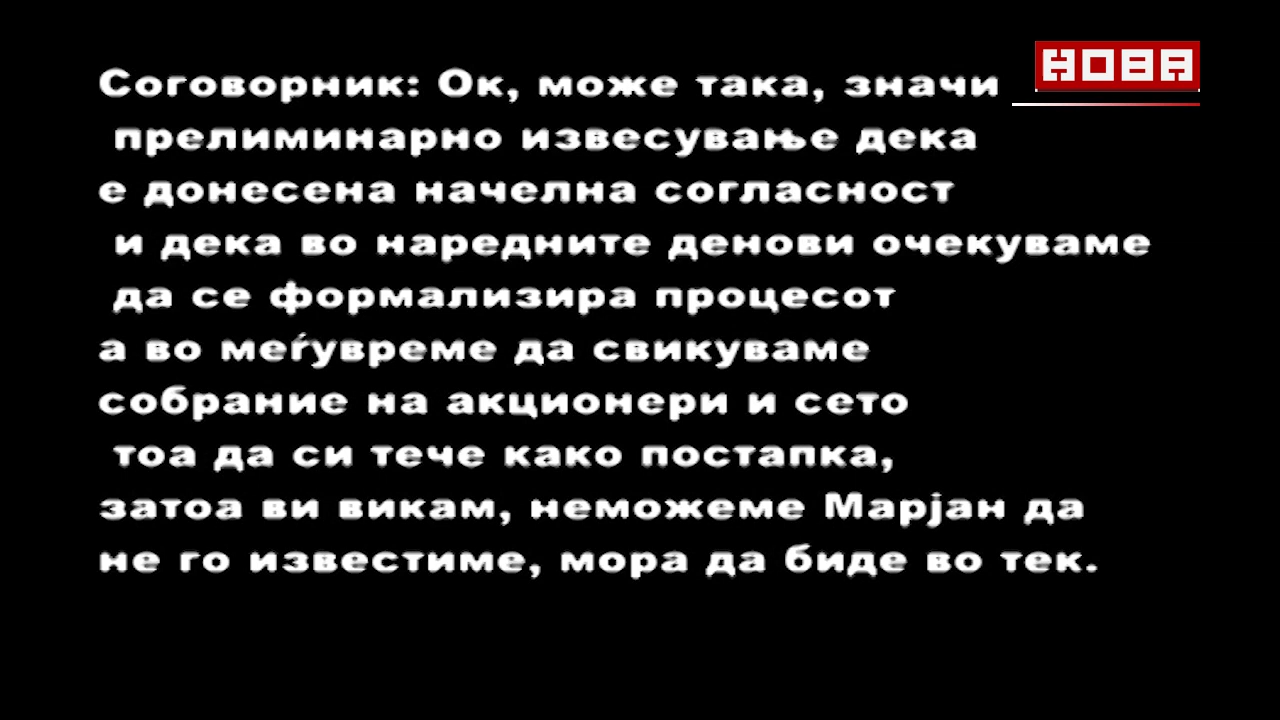 НОВА
Соговорник: Ок, може така, значи
прелиминарно извесување дека
е донесена начелна согласност
и дека во наредните денови очекуваме
да се формализира процесот
а во меѓувреме да свикуваме
собрание на акционери и сето
тоа да си тече како постапка,
затоа ви викам, неможеме Марјан да
не го известиме, мора да биде во тек.